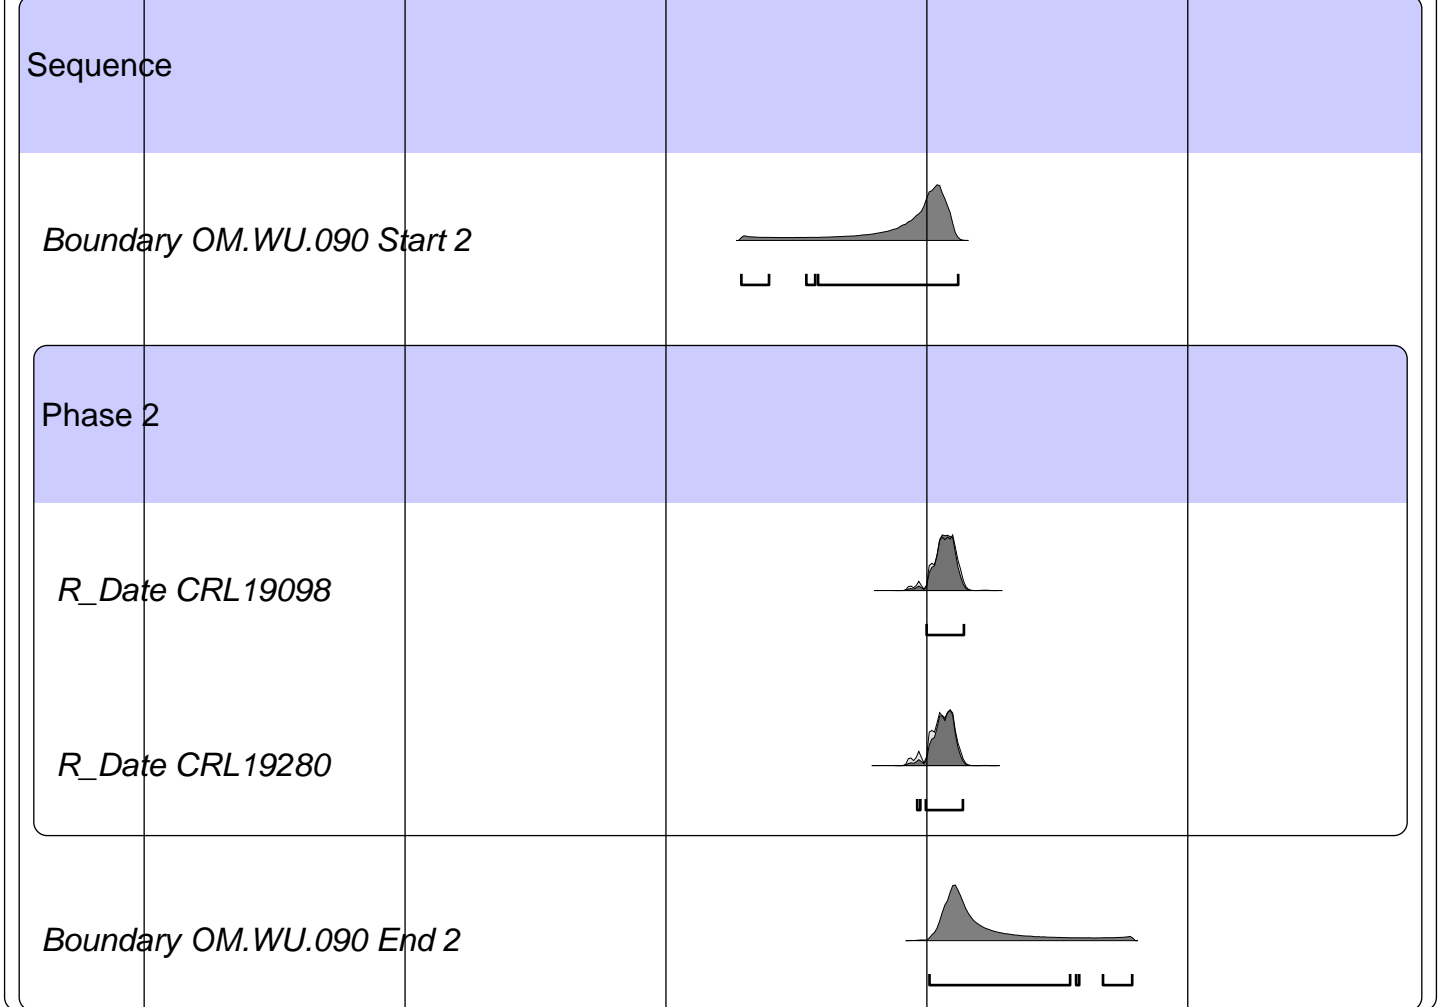 Sequence
Boundary OM.WU.090 Start 2
Phase 2
R_Date CRL19098
R_Date CRL19280
Boundary OM.WU.090 End 2